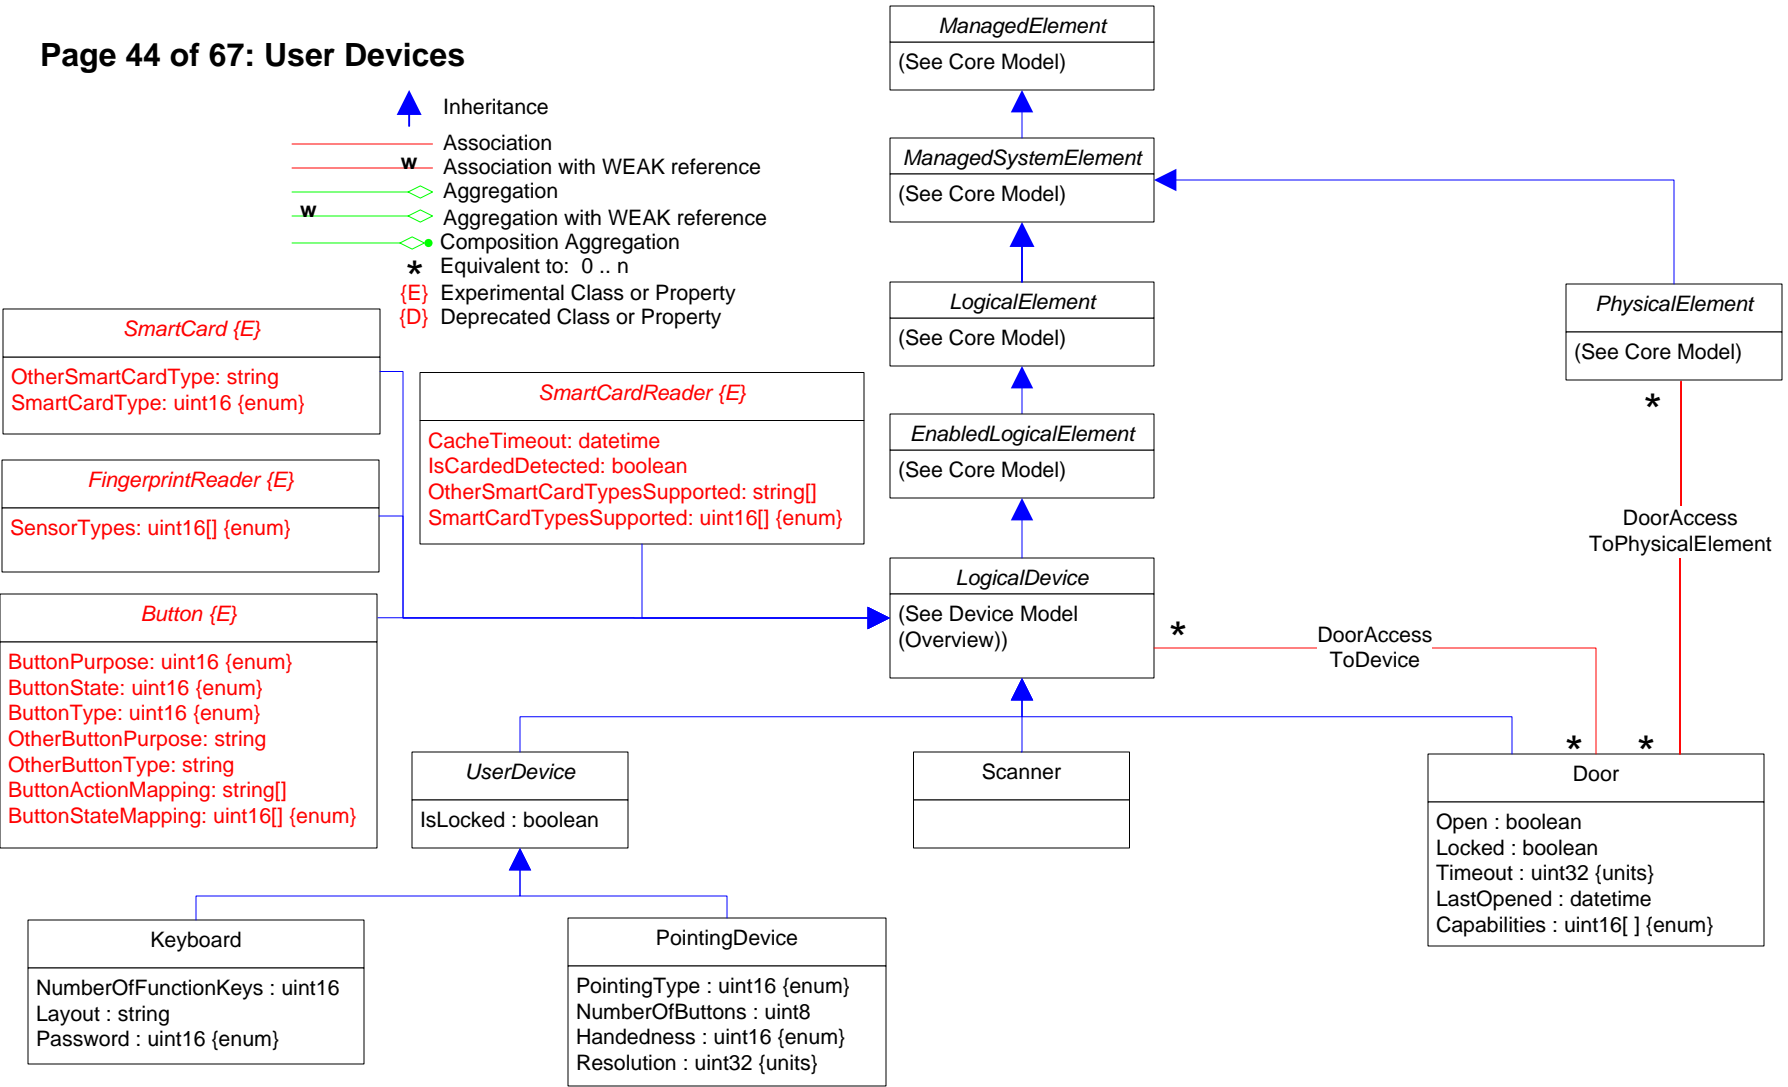 Page 44 of 67: User Devices
Inheritance
Association
w
Association with WEAK reference
Aggregation
w
Aggregation with WEAK reference
Composition Aggregation
* Equivalent to: 0 .. n
{E} Experimental Class or Property
{D} Deprecated Class or Property
ManagedElement
(See Core Model)
ManagedSystemElement
(See Core Model)
LogicalElement
(See Core Model)
PhysicalElement
(See Core Model)
*
SmartCard {E}
OtherSmartCardType: string
SmartCardType: uint16 {enum}
SmartCardReader {E}
CacheTimeout: datetime
IsCardedDetected: boolean
OtherSmartCardTypesSupported: string[]
SmartCardTypesSupported: uint16[] {enum}
EnabledLogicalElement
(See Core Model)
FingerprintReader {E}
SensorTypes: uint16[] {enum}
DoorAccess
ToPhysicalElement
LogicalDevice
(See Device Model
(Overview))
*
DoorAccess
ToDevice
Button {E}
ButtonPurpose: uint16 {enum}
ButtonState: uint16 {enum}
ButtonType: uint16 {enum}
OtherButtonPurpose: string
OtherButtonType: string
ButtonActionMapping: string[]
ButtonStateMapping: uint16[] {enum}
UserDevice
IsLocked : boolean
Scanner
* *
Door
Open : boolean
Locked : boolean
Timeout : uint32 {units}
LastOpened : datetime
Capabilities : uint16[ ] {enum}
Keyboard
NumberOfFunctionKeys : uint16
Layout : string
Password : uint16 {enum}
PointingDevice
PointingType : uint16 {enum}
NumberOfButtons : uint8
Handedness : uint16 {enum}
Resolution : uint32 {units}